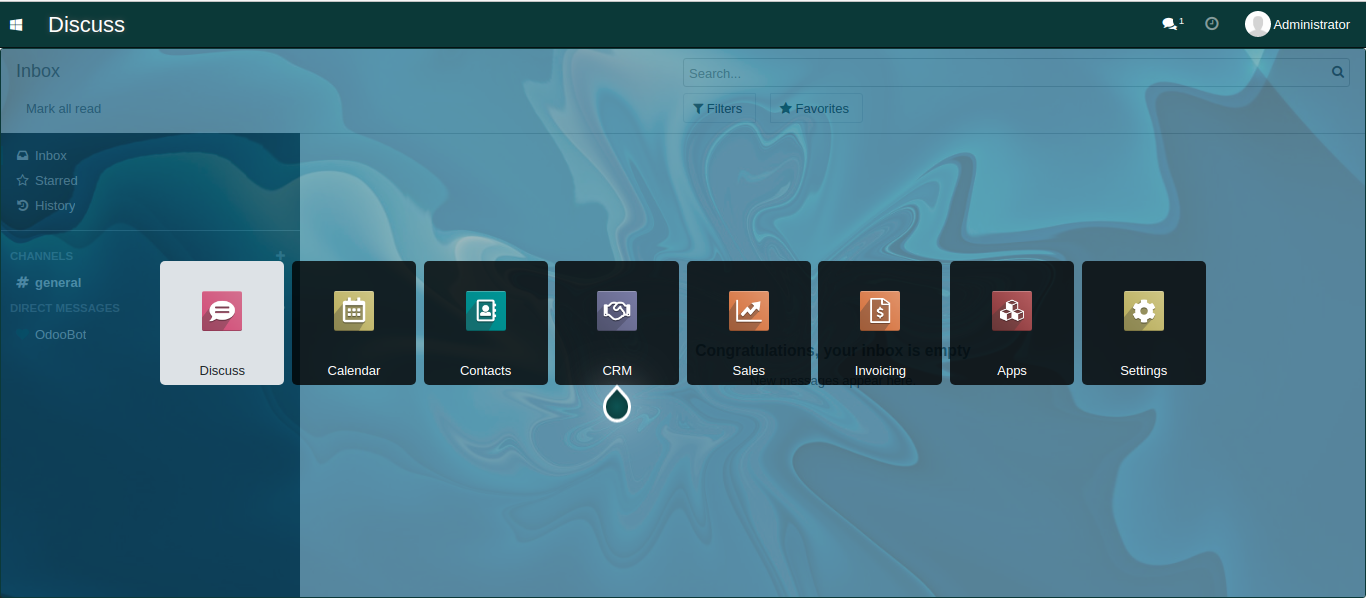 Discuss
1
Administrator
Inbox
Search...
Mark all read
Filters
Favorites
Inbox
Starred
History
CHANNELS
# general
DIRECT MESSAGES
OdooBot
Congratulations, your inbox is empty
New messages appear here.
Discuss
Calendar
Contacts
CRM
Sales
Invoicing
Apps
Settings